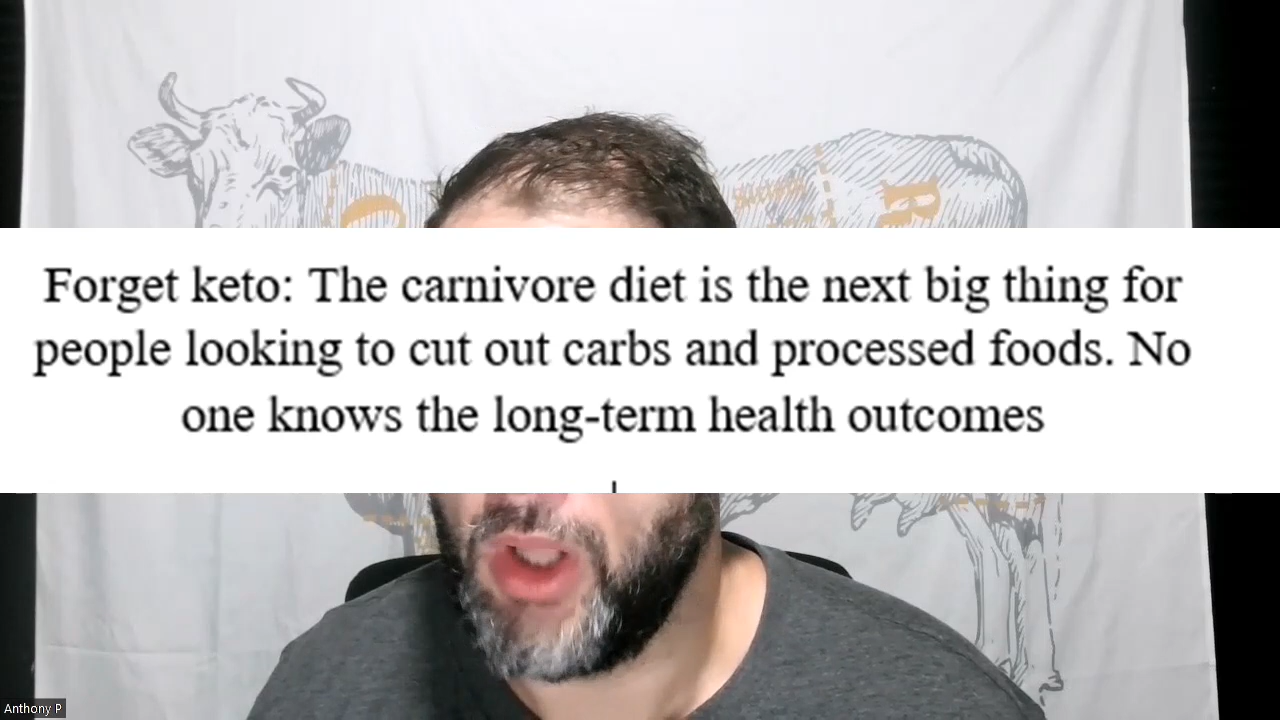 C
R
Forget keto: The carnivore diet is the next big thing for
people looking to cut out carbs and processed foods. No
one knows the long-term health outcomes
Anthony P